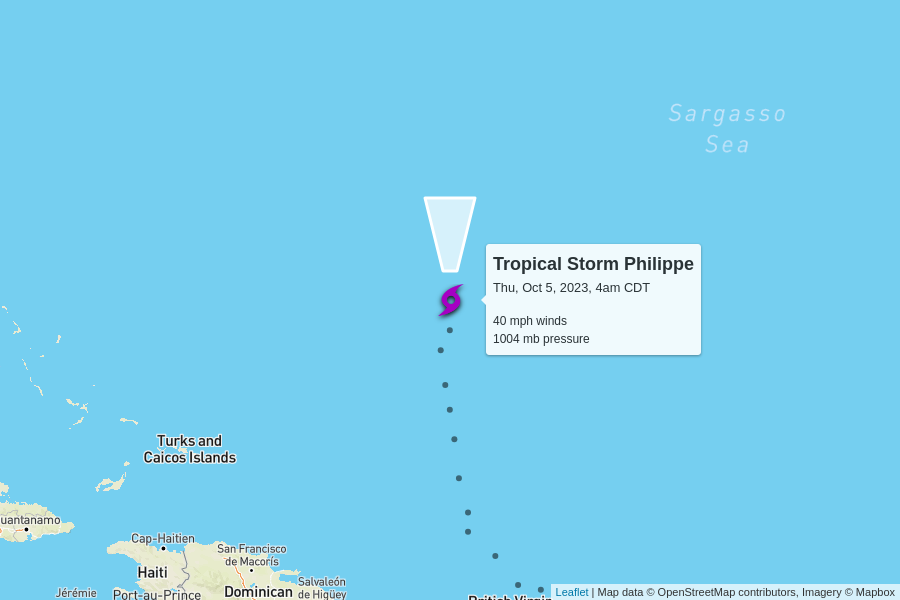 Sargasso
Sea
Tropical Storm Philippe
Thu, Oct 5, 2023, 4am CDT
40 mph winds
1004 mb pressure
Turks and
Caicos Islands
uantanamo
Cap-Haitien
San Francisco
de Macorís
Haiti
Salvaleón
de Higüey
Jérémie
Port-au-Prince
Dominican
British Virgin
Leaflet | Map data © OpenStreetMap contributors, Imagery © Mapbox